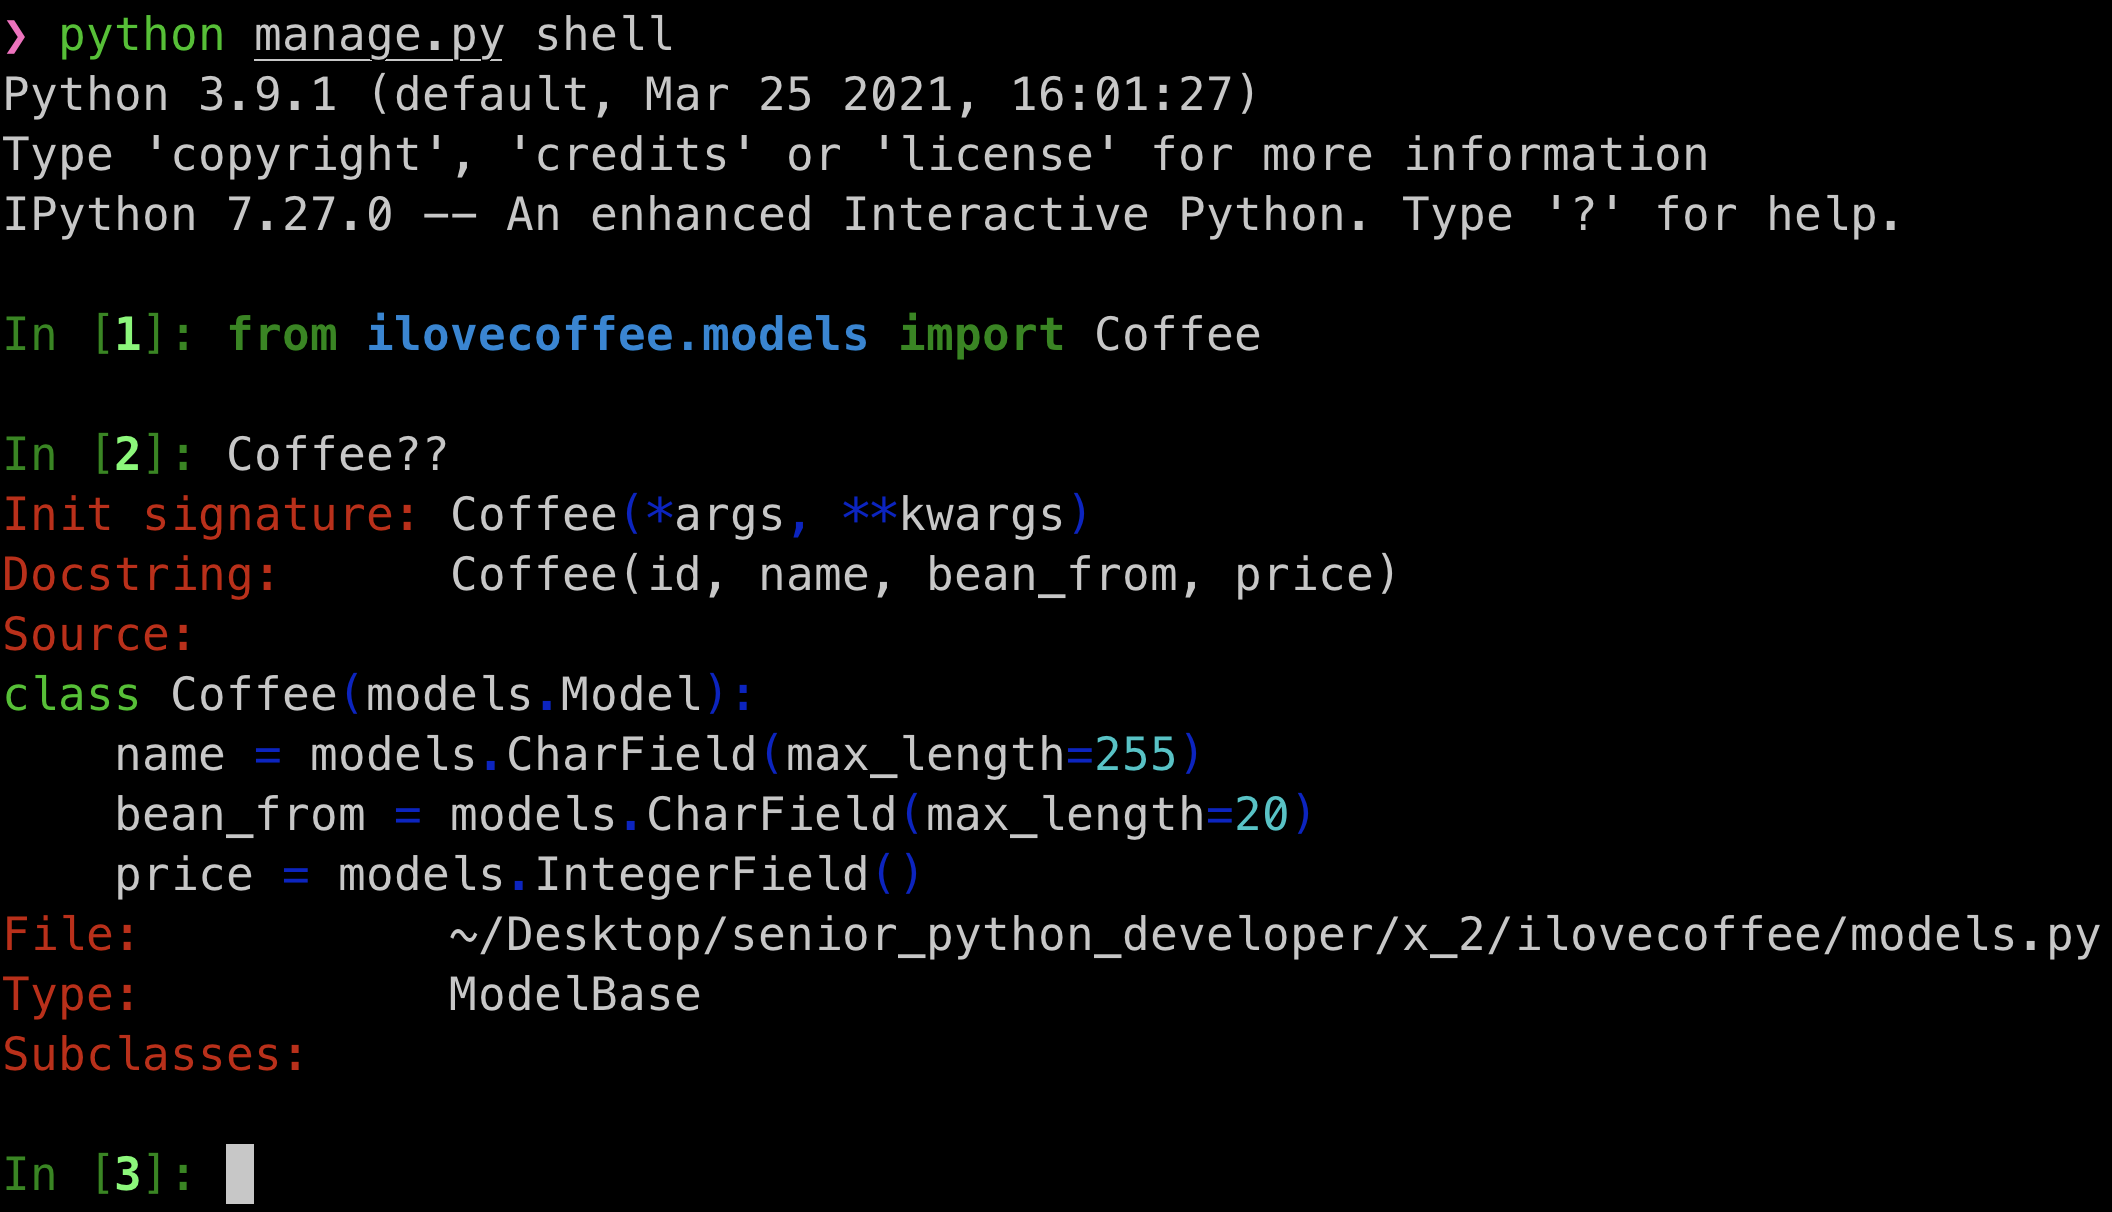 ❯ python manage.py shell
Python 3.9.1 (default, Mar 25 2021, 16:01:27)
Type 'copyright', 'credits' or 'license' for more information
IPython 7.27.0 -- An enhanced Interactive Python. Type '?' for help.
In [1]: from ilovecoffee.models import Coffee
In [2]: Coffee??
Init signature: Coffee(*args, **kwargs)
Docstring:      Coffee(id, name, bean_from, price)
Source:
class Coffee(models.Model):
    name = models.CharField(max_length=255)
    bean_from = models.CharField(max_length=20)
    price = models.IntegerField()
File:           ~/Desktop/senior_python_developer/x_2/ilovecoffee/models.py
Type:           ModelBase
Subclasses:
In [3]: